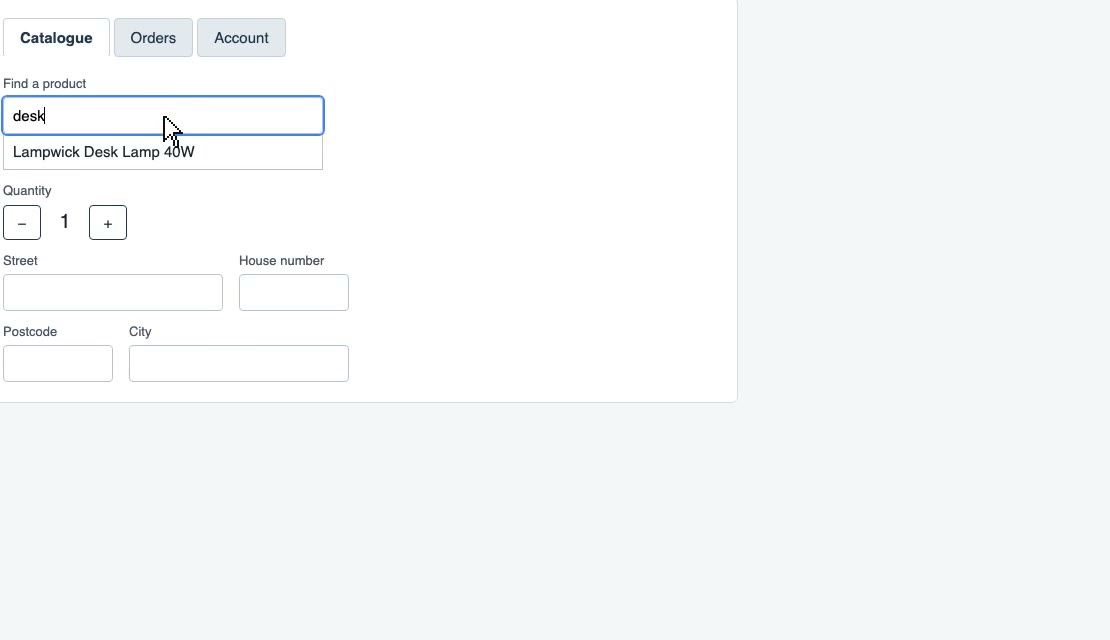 Catalogue Orders Account
Find a product
desk
Lampwick Desk Lamp 40W
Quantity
– 1 +
Street House number
Postcode City